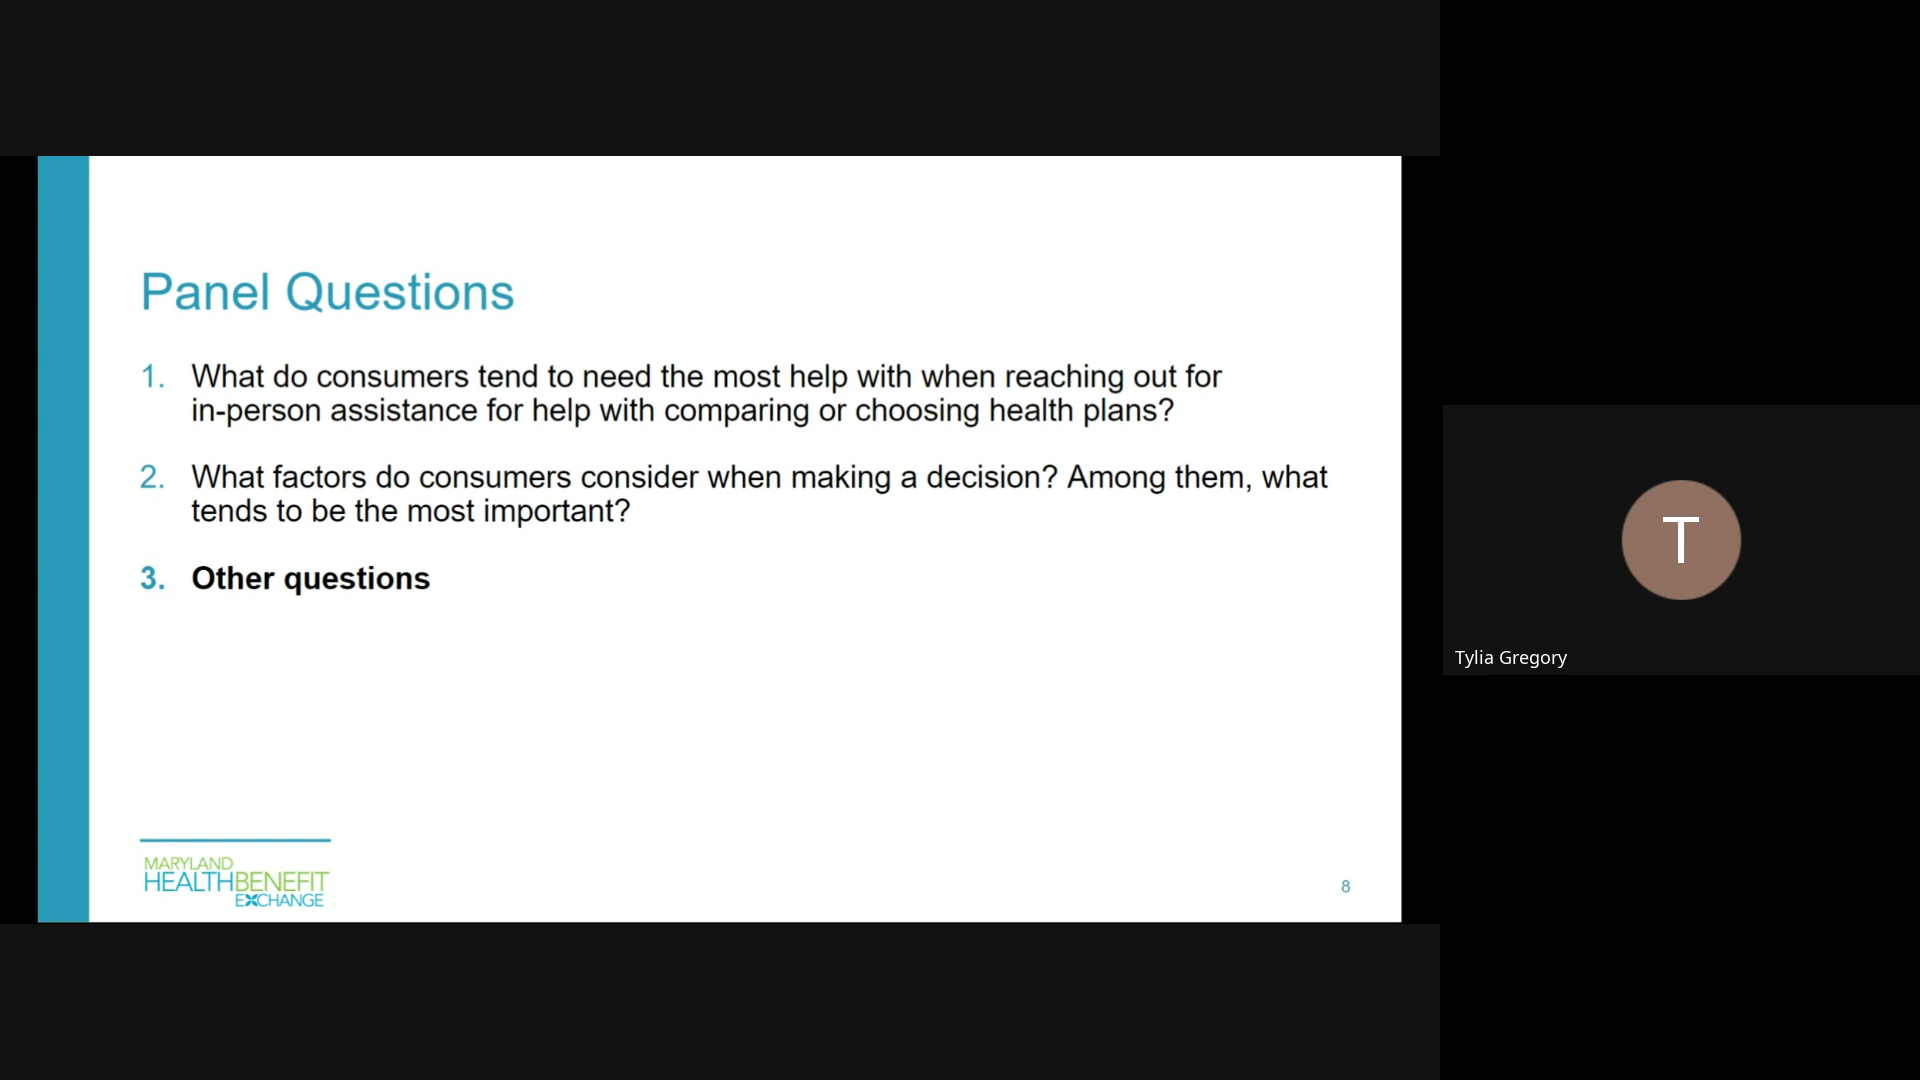 Panel Questions
1. What do consumers tend to need the most help with when reaching out for
in-person assistance for help with comparing or choosing health plans?
2. What factors do consumers consider when making a decision? Among them, what
tends to be the most important?
3. Other questions
MARYLAND
HEALTHBENEFIT
EXCHANGE
8
T
Tylia Gregory